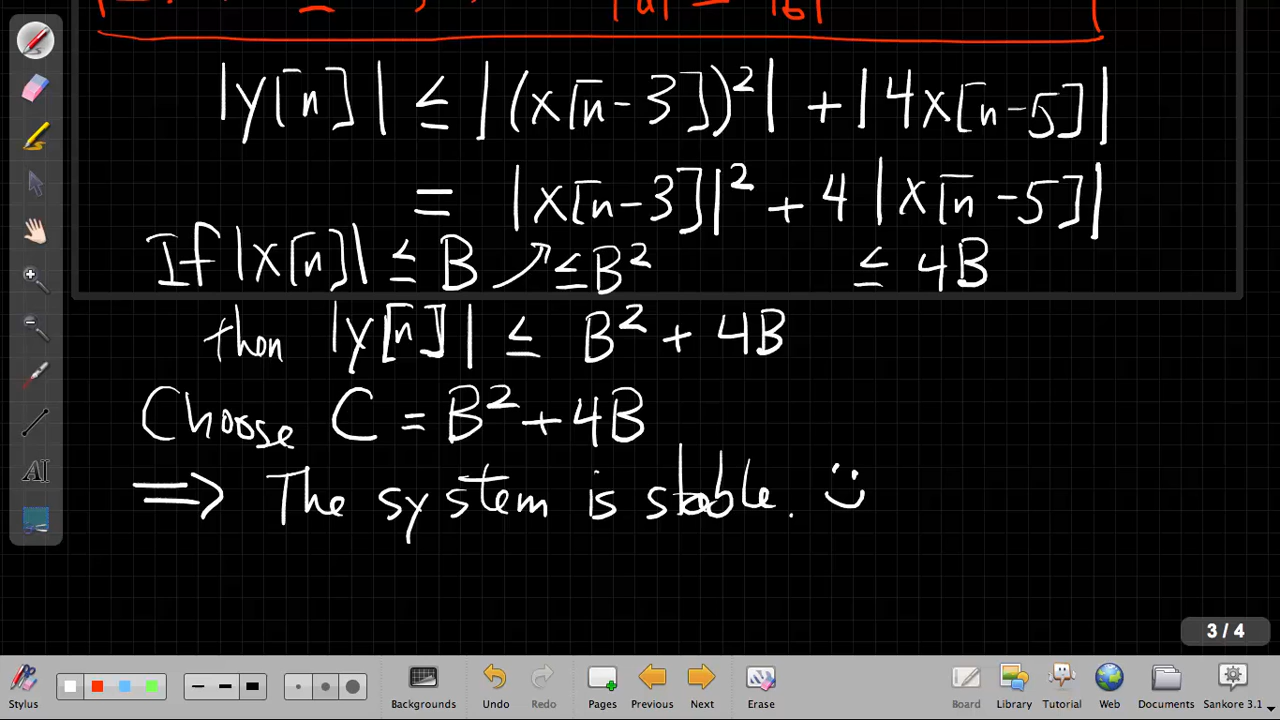 |y[n]| ≤ |(x[n-3])²| + |4x[n-5]|
= |x[n-3]|² + 4|x[n-5]|
If |x[n]| ≤ B ↗ ≤ B² ≤ 4B
then |y[n]| ≤ B² + 4B
Choose C = B² + 4B
⇒ The system is stable. :)
3 / 4
Stylus Backgrounds Undo Redo Pages Previous Next Erase Board Library Tutorial Web Documents Sankore 3.1